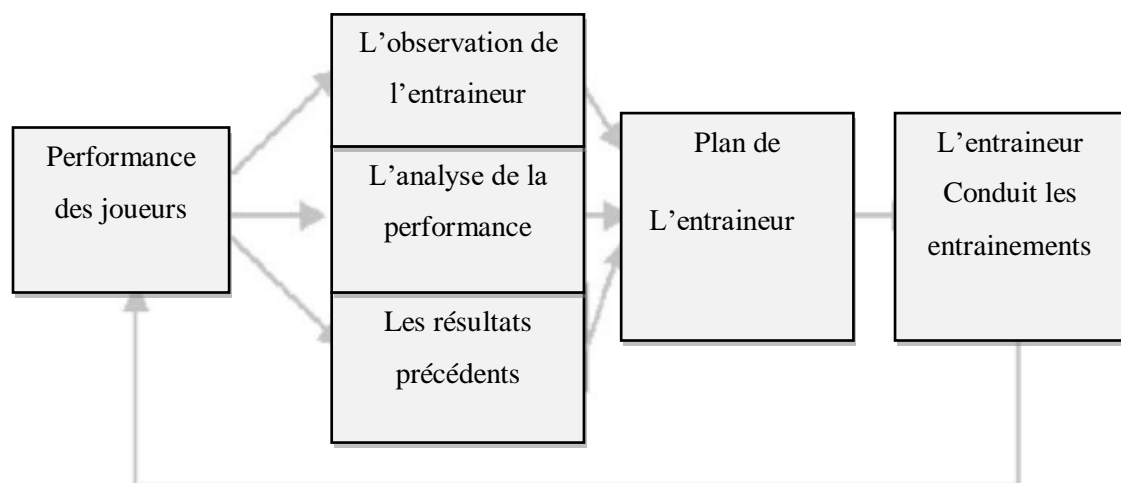 Performance
des joueurs
L’observation de
l’entraineur
L’analyse de la
performance
Les résultats
précédents
Plan de
L’entraineur
L’entraineur
Conduit les
entrainements